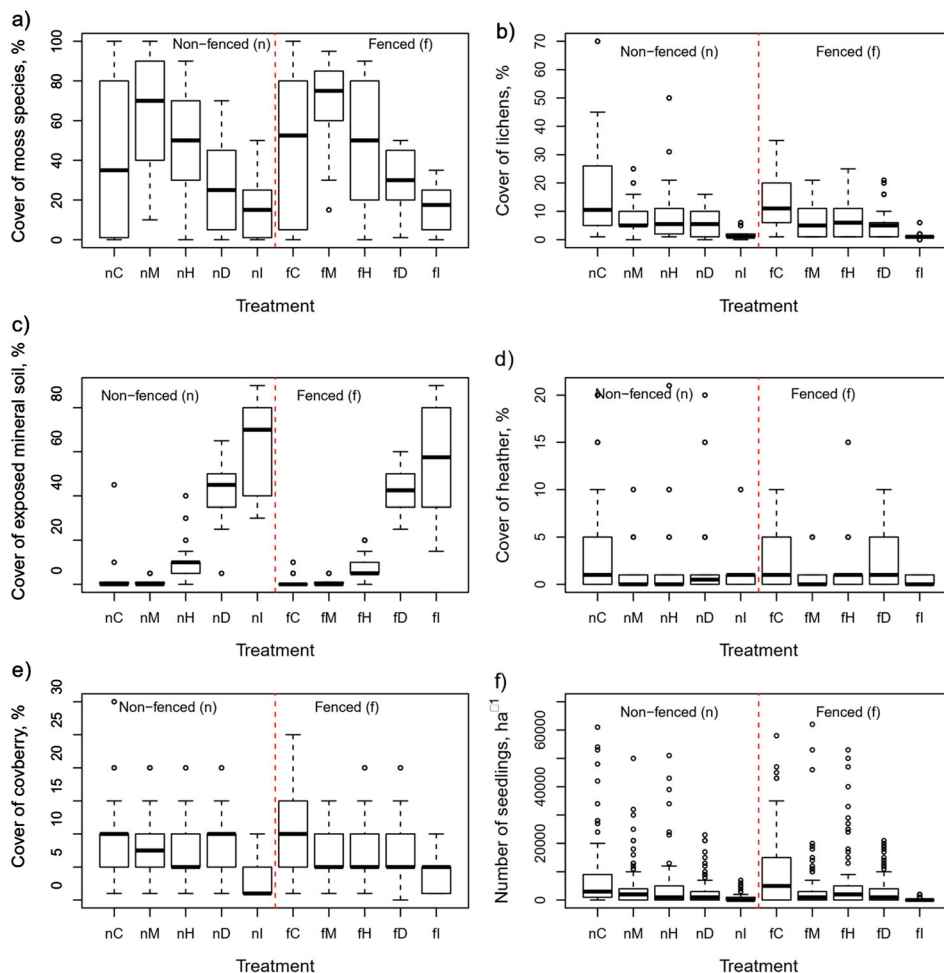 a)
Cover of moss species, %
0 20 40 60 80 100
Non-fenced (n) Fenced (f)
nC nM nH nD nI fC fM fH fD fI
Treatment
b)
Cover of lichens, %
0 10 20 30 40 50 60 70
Non-fenced (n) Fenced (f)
nC nM nH nD nI fC fM fH fD fI
Treatment
c)
Cover of exposed mineral soil, %
0 20 40 60 80
Non-fenced (n) Fenced (f)
nC nM nH nD nI fC fM fH fD fI
Treatment
d)
Cover of heather, %
0 5 10 15 20
Non-fenced (n) Fenced (f)
nC nM nH nD nI fC fM fH fD fI
Treatment
e)
Cover of covberry, %
0 5 10 15 20 25 30
Non-fenced (n) Fenced (f)
nC nM nH nD nI fC fM fH fD fI
Treatment
f)
Number of seedlings, ha□1
0 20000 40000 60000
Non-fenced (n) Fenced (f)
nC nM nH nD nI fC fM fH fD fI
Treatment